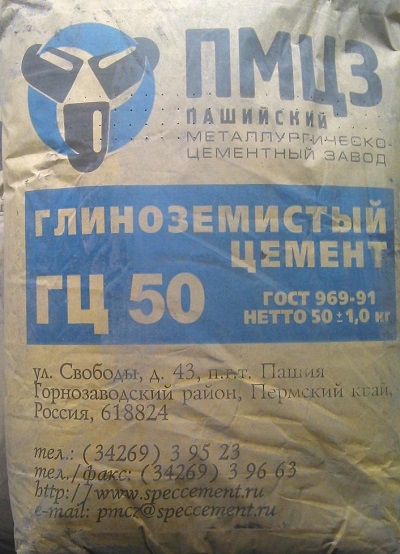 ПМЦЗ
ПАШИЙСКИЙ
МЕТАЛЛУРГИЧЕСКО-
ЦЕМЕНТНЫЙ ЗАВОД
ГЛИНОЗЕМИСТЫЙ
ЦЕМЕНТ
ГЦ 50
ГОСТ 969-91
НЕТТО 50 ± 1,0 кг
ул. Свободы, д. 43, п.г.т. Пашия
Горнозаводский район, Пермский край,
Россия, 618824
тел.: (34269) 3 95 23
тел./факс: (34269) 3 96 63
http://www.speccement.ru
e-mail: pmcz@speccement.ru